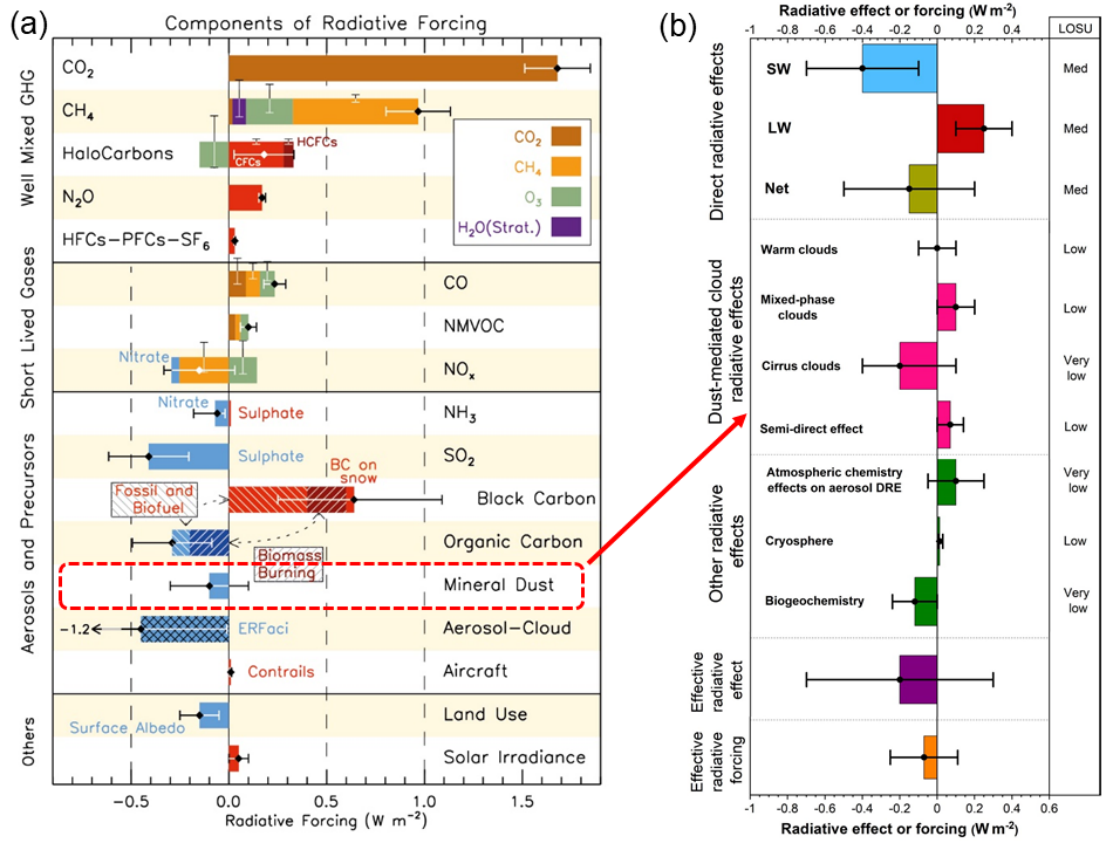 (a)
Components of Radiative Forcing
Well Mixed GHG
CO₂
CH₄
HaloCarbons
CFCs
HCFCs
N₂O
HFCs–PFCs–SF₆
CO₂
CH₄
O₃
H₂O(Strat.)
Short Lived Gases
CO
NMVOC
Nitrate
NOₓ
Aerosols and Precursors
Nitrate
Sulphate
NH₃
Sulphate
SO₂
BC on
snow
Fossil and
Biofuel
Black Carbon
Organic Carbon
Biomass
Burning
Mineral Dust
-1.2
ERFaci
Aerosol–Cloud
Contrails
Aircraft
Others
Surface Albedo
Land Use
Solar Irradiance
−0.5 0.0 0.5 1.0 1.5
Radiative Forcing (W m⁻²)
(b)
Radiative effect or forcing (W m⁻²)
-1 -0.8 -0.6 -0.4 -0.2 0 0.2 0.4
LOSU
Direct radiative effects
SW
Med
LW
Med
Net
Med
Dust-mediated cloud
radiative effects
Warm clouds
Low
Mixed-phase
clouds
Low
Cirrus clouds
Very
low
Semi-direct effect
Low
Other radiative
effects
Atmospheric chemistry
effects on aerosol DRE
Very
low
Cryosphere
Low
Biogeochemistry
Very
low
Effective
radiative
effect
Effective
radiative
forcing
-1 -0.8 -0.6 -0.4 -0.2 0 0.2 0.4 0.6
Radiative effect or forcing (W m⁻²)